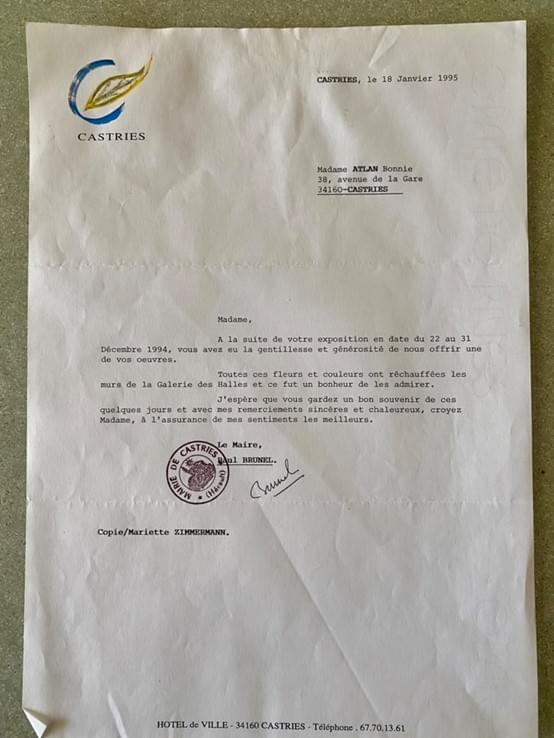 CASTRIES
CASTRIES, le 18 Janvier 1995
Madame ATLAN Bonnie
38, avenue de la Gare
34160-CASTRIES
Madame,
A la suite de votre exposition en date du 22 au 31
Décembre 1994, vous avez eu la gentillesse et générosité de nous offrir une
de vos oeuvres.
Toutes ces fleurs et couleurs ont réchauffées les
murs de la Galerie des Halles et ce fut un bonheur de les admirer.
J'espère que vous gardez un bon souvenir de ces
quelques jours et avec mes remerciements sincères et chaleureux, croyez
Madame, à l'assurance de mes sentiments les meilleurs.
Le Maire,
Paul BRUNEL.
MAIRIE DE CASTRIES
(Hérault)
Brunel
Copie/Mariette ZIMMERMANN.
HOTEL de VILLE - 34160 CASTRIES - Téléphone . 67.70.13.61